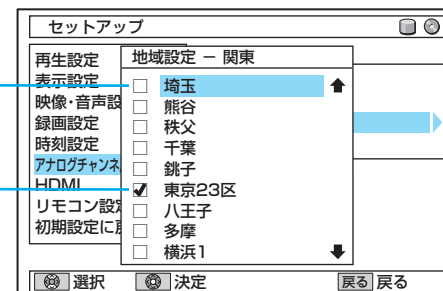 セットアップ
再生設定
表示設定
映像・音声設
録画設定
時刻設定
アナログチャンネ
HDMI
リモコン設定
初期設定に戻
地域設定 － 関東
埼玉
熊谷
秩父
千葉
銚子
東京23区
八王子
多摩
横浜1
選択
決定
戻る 戻る